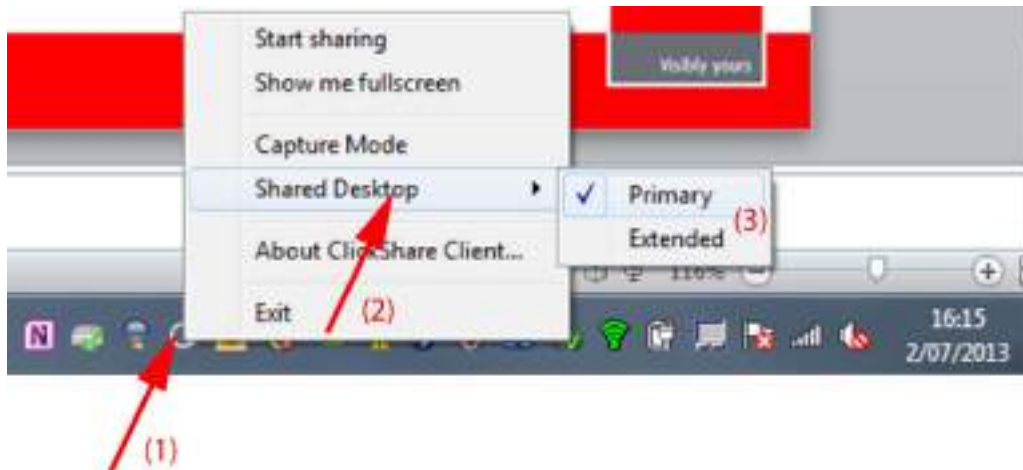 Visibly yours
Start sharing
Show me fullscreen
Capture Mode
Shared Desktop
Primary
(3)
Extended
About ClickShare Client...
116%
Exit
(2)
N
16:15
2/07/2013
(1)